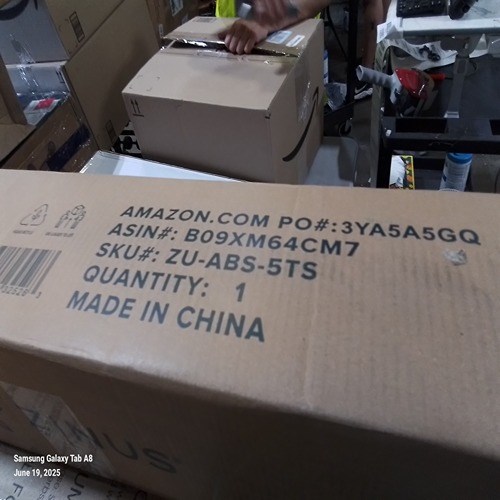 AMAZON.COM PO#:3YA5A5GQ
ASIN#: B09XM64CM7
SKU#: ZU-ABS-5TS
QUANTITY: 1
MADE IN CHINA
Samsung Galaxy Tab A8
June 19, 2025